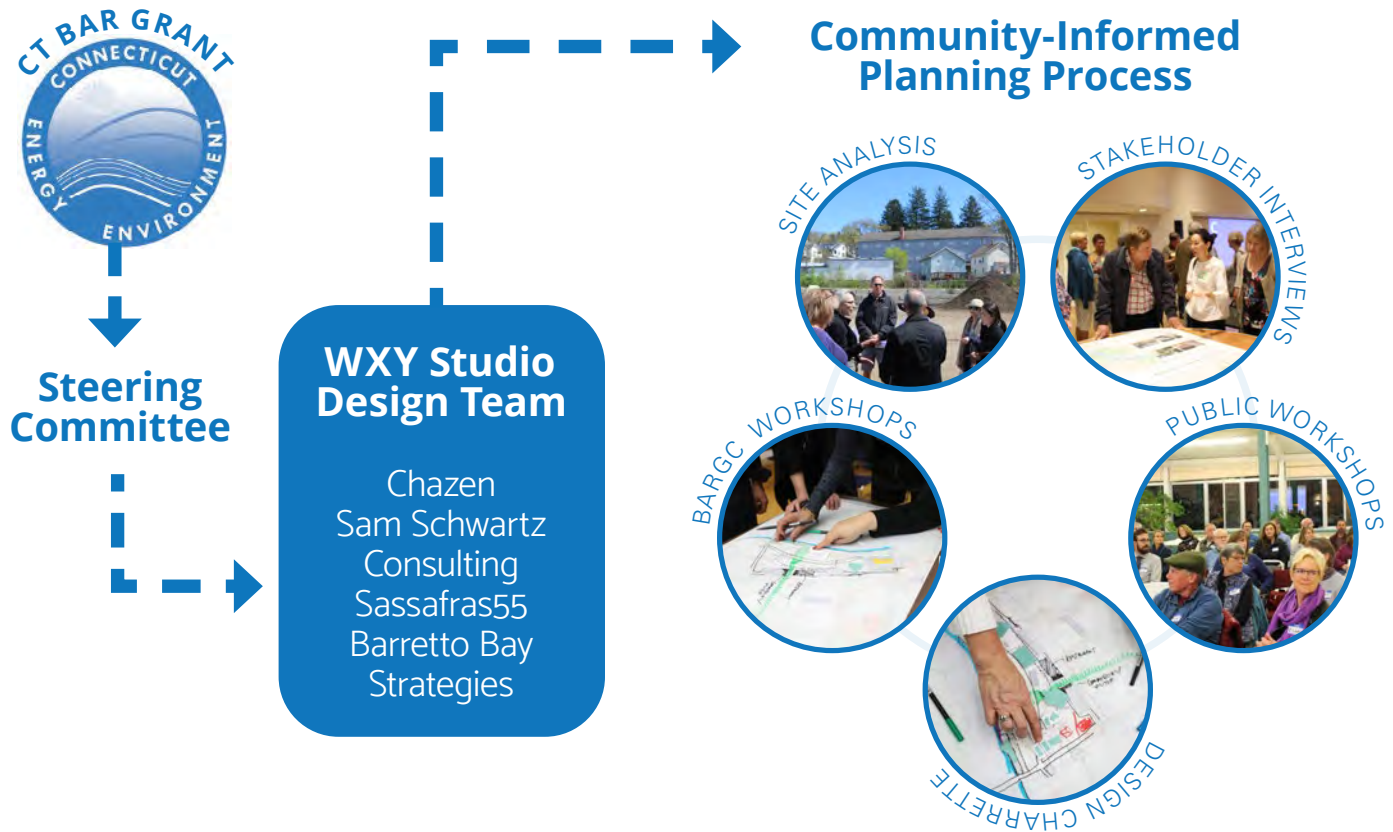 CT BAR GRANT
CONNECTICUT
ENERGY
ENVIRONMENT
Steering
Committee
WXY Studio
Design Team
Chazen
Sam Schwartz
Consulting
Sassafras55
Barretto Bay
Strategies
Community-Informed
Planning Process
SITE ANALYSIS
STAKEHOLDER INTERVIEWS
BARGC WORKSHOPS
PUBLIC WORKSHOPS
DESIGN CHARRETTE